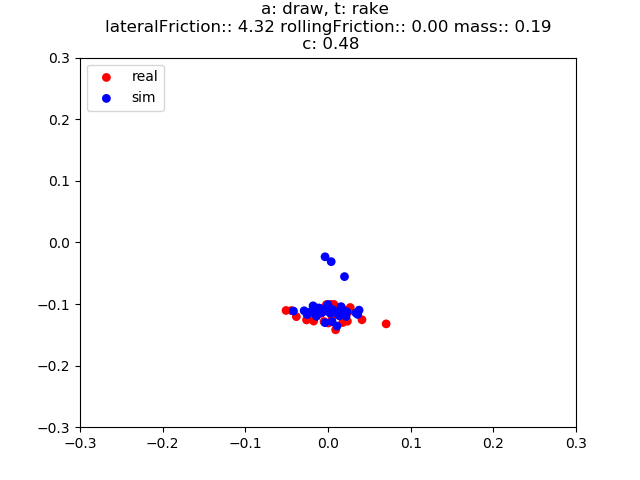 a: draw, t: rake
lateralFriction:: 4.32 rollingFriction:: 0.00 mass:: 0.19
c: 0.48
real
sim
0.3
0.2
0.1
0.0
−0.1
−0.2
−0.3
−0.3 −0.2 −0.1 0.0 0.1 0.2 0.3